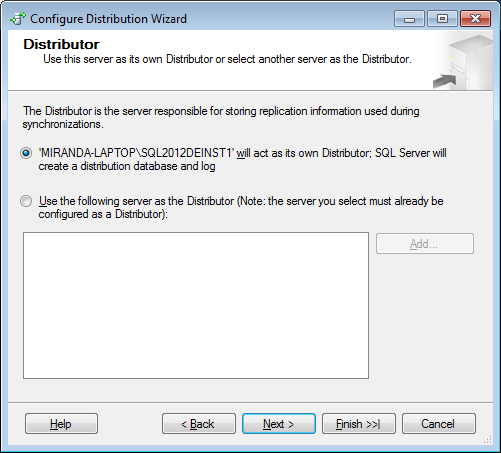 Configure Distribution Wizard
Distributor
Use this server as its own Distributor or select another server as the Distributor.
The Distributor is the server responsible for storing replication information used during
synchronizations.
'MIRANDA-LAPTOP\SQL2012DEINST1' will act as its own Distributor; SQL Server will
create a distribution database and log
Use the following server as the Distributor (Note: the server you select must already be
configured as a Distributor):
Add...
Help
< Back
Next >
Finish >>|
Cancel